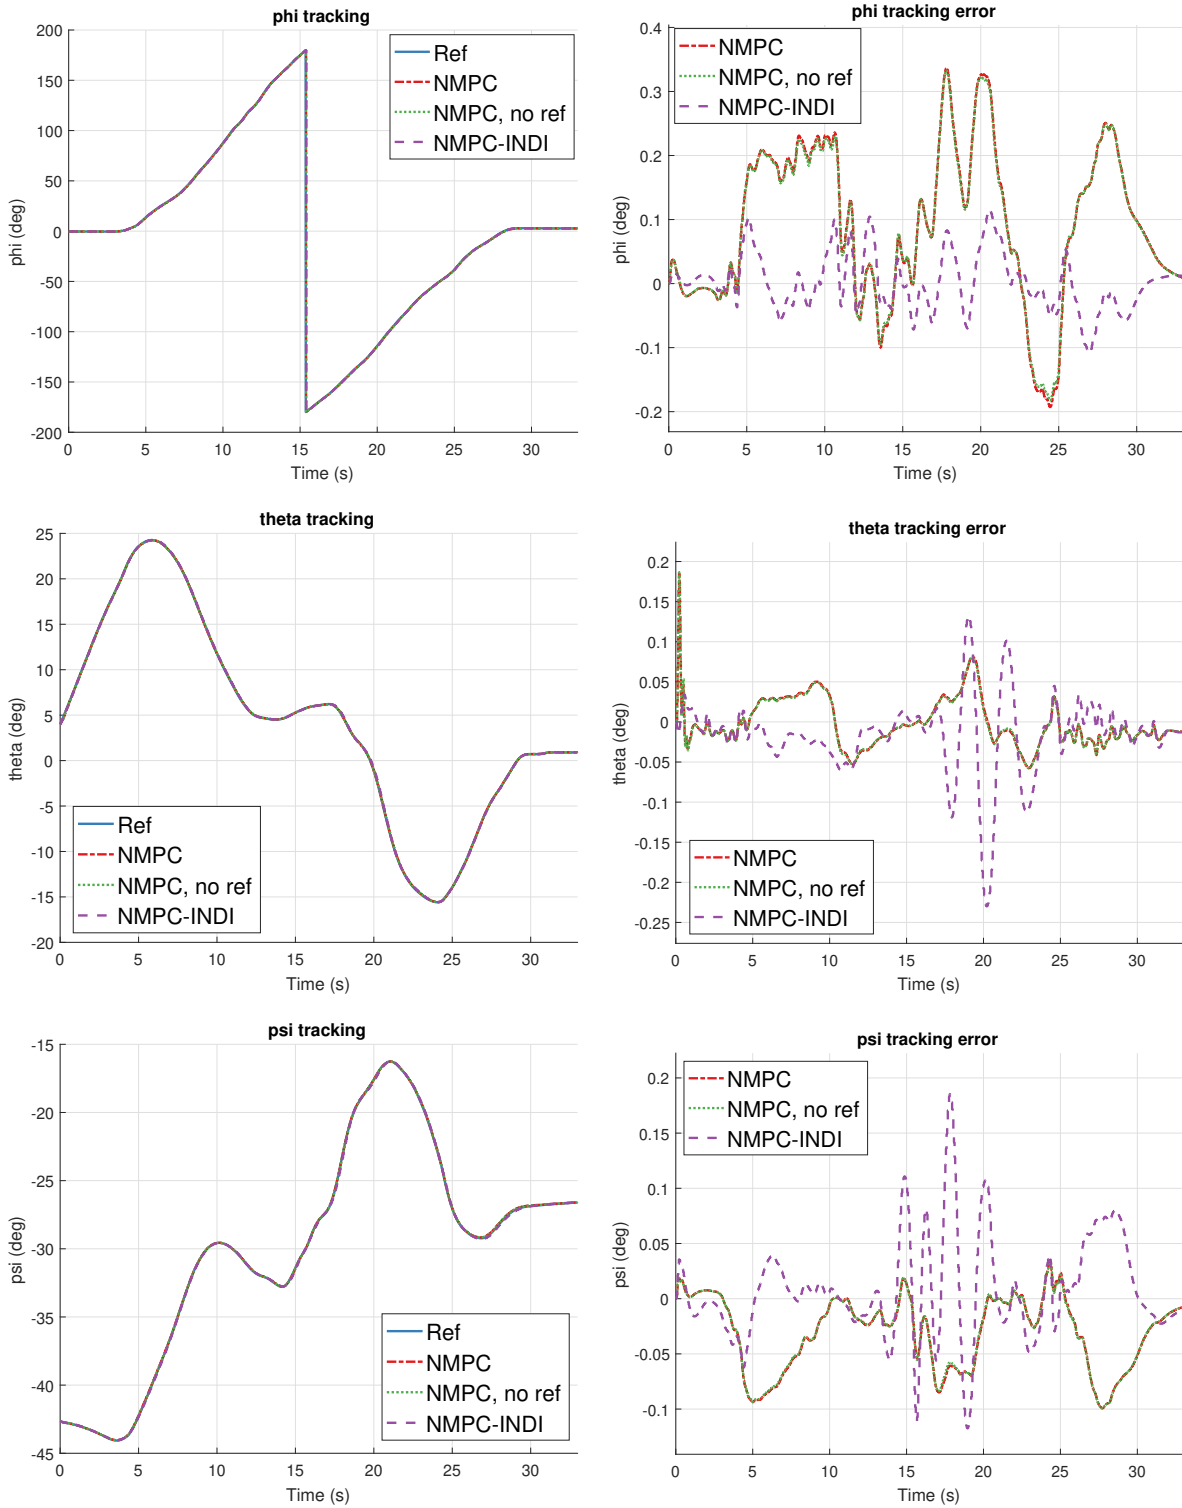 phi tracking
200
150
100
50
0
-50
-100
-150
-200
phi (deg)
Ref
NMPC
NMPC, no ref
NMPC-INDI
0 5 10 15 20 25 30
Time (s)
phi tracking error
0.4
0.3
0.2
0.1
0
-0.1
-0.2
phi (deg)
NMPC
NMPC, no ref
NMPC-INDI
0 5 10 15 20 25 30
Time (s)
theta tracking
25
20
15
10
5
0
-5
-10
-15
-20
theta (deg)
Ref
NMPC
NMPC, no ref
NMPC-INDI
0 5 10 15 20 25 30
Time (s)
theta tracking error
0.2
0.15
0.1
0.05
0
-0.05
-0.1
-0.15
-0.2
-0.25
theta (deg)
NMPC
NMPC, no ref
NMPC-INDI
0 5 10 15 20 25 30
Time (s)
psi tracking
-15
-20
-25
-30
-35
-40
-45
psi (deg)
Ref
NMPC
NMPC, no ref
NMPC-INDI
0 5 10 15 20 25 30
Time (s)
psi tracking error
0.2
0.15
0.1
0.05
0
-0.05
-0.1
psi (deg)
NMPC
NMPC, no ref
NMPC-INDI
0 5 10 15 20 25 30
Time (s)